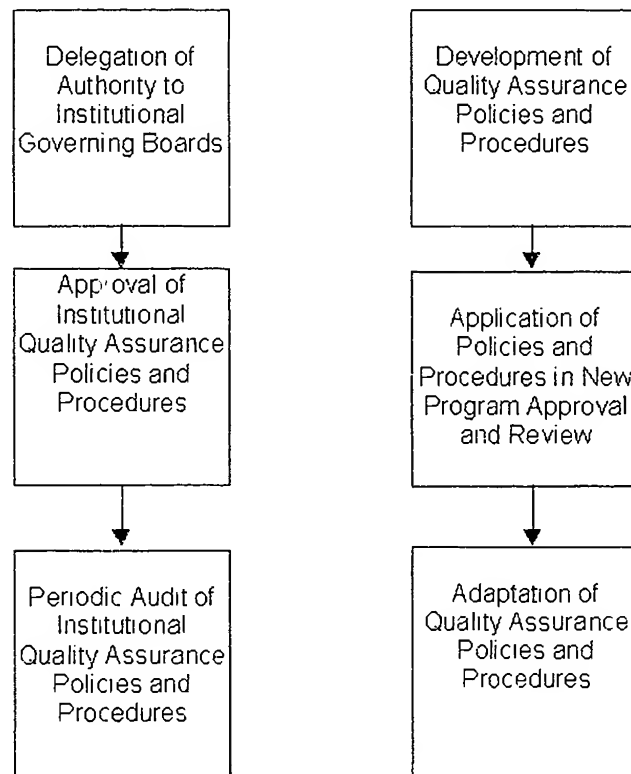 Delegation of
Authority to
Institutional
Governing Boards
Approval of
Institutional
Quality Assurance
Policies and
Procedures
Periodic Audit of
Institutional
Quality Assurance
Policies and
Procedures
Development of
Quality Assurance
Policies and
Procedures
Application of
Policies and
Procedures in New
Program Approval
and Review
Adaptation of
Quality Assurance
Policies and
Procedures